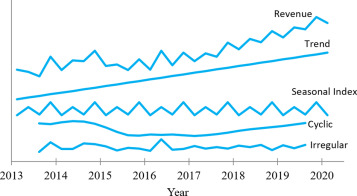 Revenue
Trend
Seasonal Index
Cyclic
Irregular
2013 2014 2015 2016 2017 2018 2019 2020
Year